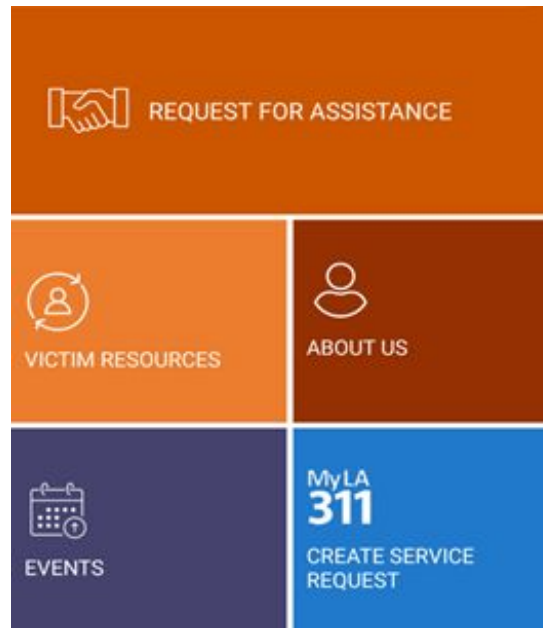 REQUEST FOR ASSISTANCE
VICTIM RESOURCES
ABOUT US
EVENTS
MyLA
311
CREATE SERVICE
REQUEST